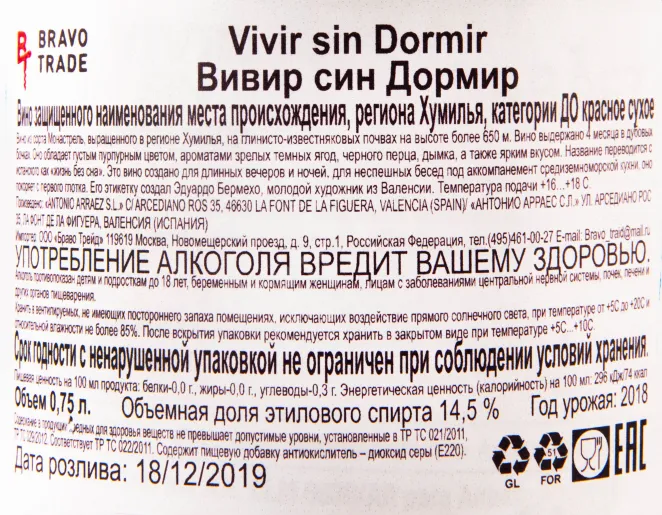 BRAVO
TRADE
Vivir sin Dormir
Вивир син Дормир
Вино защищенного наименования места происхождения, региона Хумилья, категории ДО красное сухое
Вино из сорта Монастрель, выращенного в регионе Хумилья, на глинисто-известняковых почвах на высоте более 650 м. Вино выдержано 4 месяца в дубовых
бочках. Оно обладает густым пурпурным цветом, ароматами зрелых темных ягод, черного перца, дымка, а также ярким вкусом. Название переводится с
испанского как «жизнь без сна». Это вино создано для длинных вечеров и ночей, для неспешных бесед под аккомпанемент средиземноморской кухни, оно
покоряет с первого глотка. Его этикетку создал Эдуардо Бермехо, молодой художник из Валенсии. Температура подачи +16...+18 С.
Произведено: «ANTONIO ARRAEZ S.L.» C/ ARCEDIANO ROS 35, 46630 LA FONT DE LA FIGUERA, VALENCIA (SPAIN)/ «АНТОНИО АРРАЕС С.Л.» УЛ. АРСЕДИАНО РОС
35, ЛА ФОНТ ДЕ ЛА ФИГУЕРА, ВАЛЕНСИЯ (ИСПАНИЯ)
Импортер: ООО «Браво Трейд» 119619 Москва, Новомещерский проезд, д. 9, стр.1, Российская Федерация, тел.(495)461-00-27 E-mail: Bravo_traid@mail.ru
УПОТРЕБЛЕНИЕ АЛКОГОЛЯ ВРЕДИТ ВАШЕМУ ЗДОРОВЬЮ.
Алкоголь противопоказан детям и подросткам до 18 лет, беременным и кормящим женщинам, лицам с заболеваниями центральной нервной системы, почек, печени и
других органов пищеварения.
Хранить в вентилируемых, не имеющих постороннего запаха помещениях, исключающих воздействие прямого солнечного света, при температуре от +5С до +20С и
относительной влажности не более 85%. После вскрытия упаковки рекомендуется хранить в закрытом виде при температуре +5С...+10С
Срок годности с ненарушенной упаковкой не ограничен при соблюдении условий хранения.
Пищевая ценность на 100 мл продукта: белки-0,0 г., жиры-0,0 г., углеводы-0,3 г. Энергетическая ценность (калорийность) на 100 мл: 296 кДж/74 ккал
Объем 0,75 л. Объемная доля этилового спирта 14,5 % Год урожая: 2018
Содержание в продукции вредных для здоровья веществ не превышает допустимые уровни, установленные в ТР ТС 021/2011,
ТР ТС 029/2012. Соответствует ТР ТС 022/2011. Содержит пищевую добавку антиокислитель – диоксид серы (Е220).
Дата розлива: 18/12/2019
GL
51
FOR
EAC